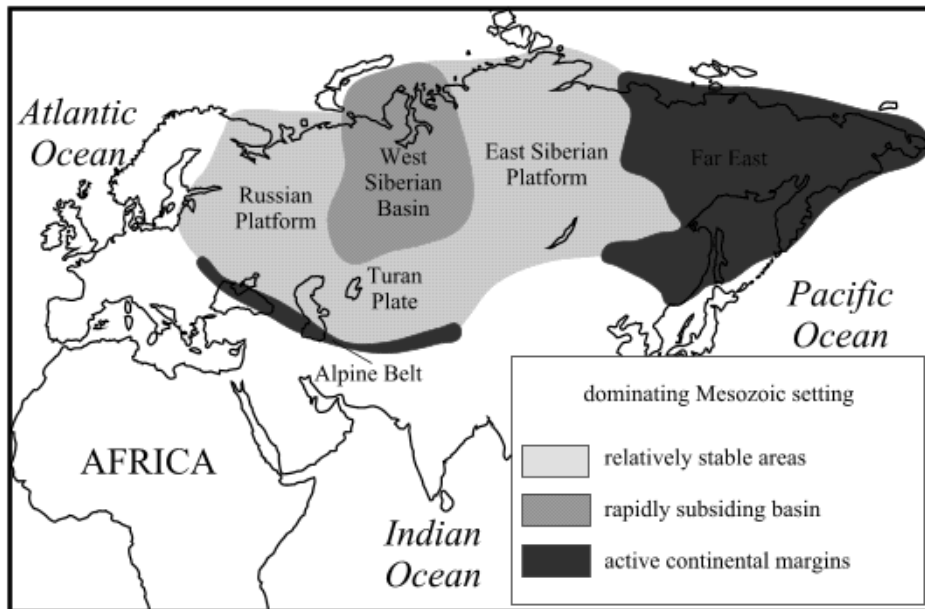 Atlantic
Ocean
West
Siberian
Basin
East Siberian
Platform
Far East
Russian
Platform
Turan
Plate
Pacific
Ocean
Alpine Belt
AFRICA
Indian
Ocean
dominating Mesozoic setting
relatively stable areas
rapidly subsiding basin
active continental margins